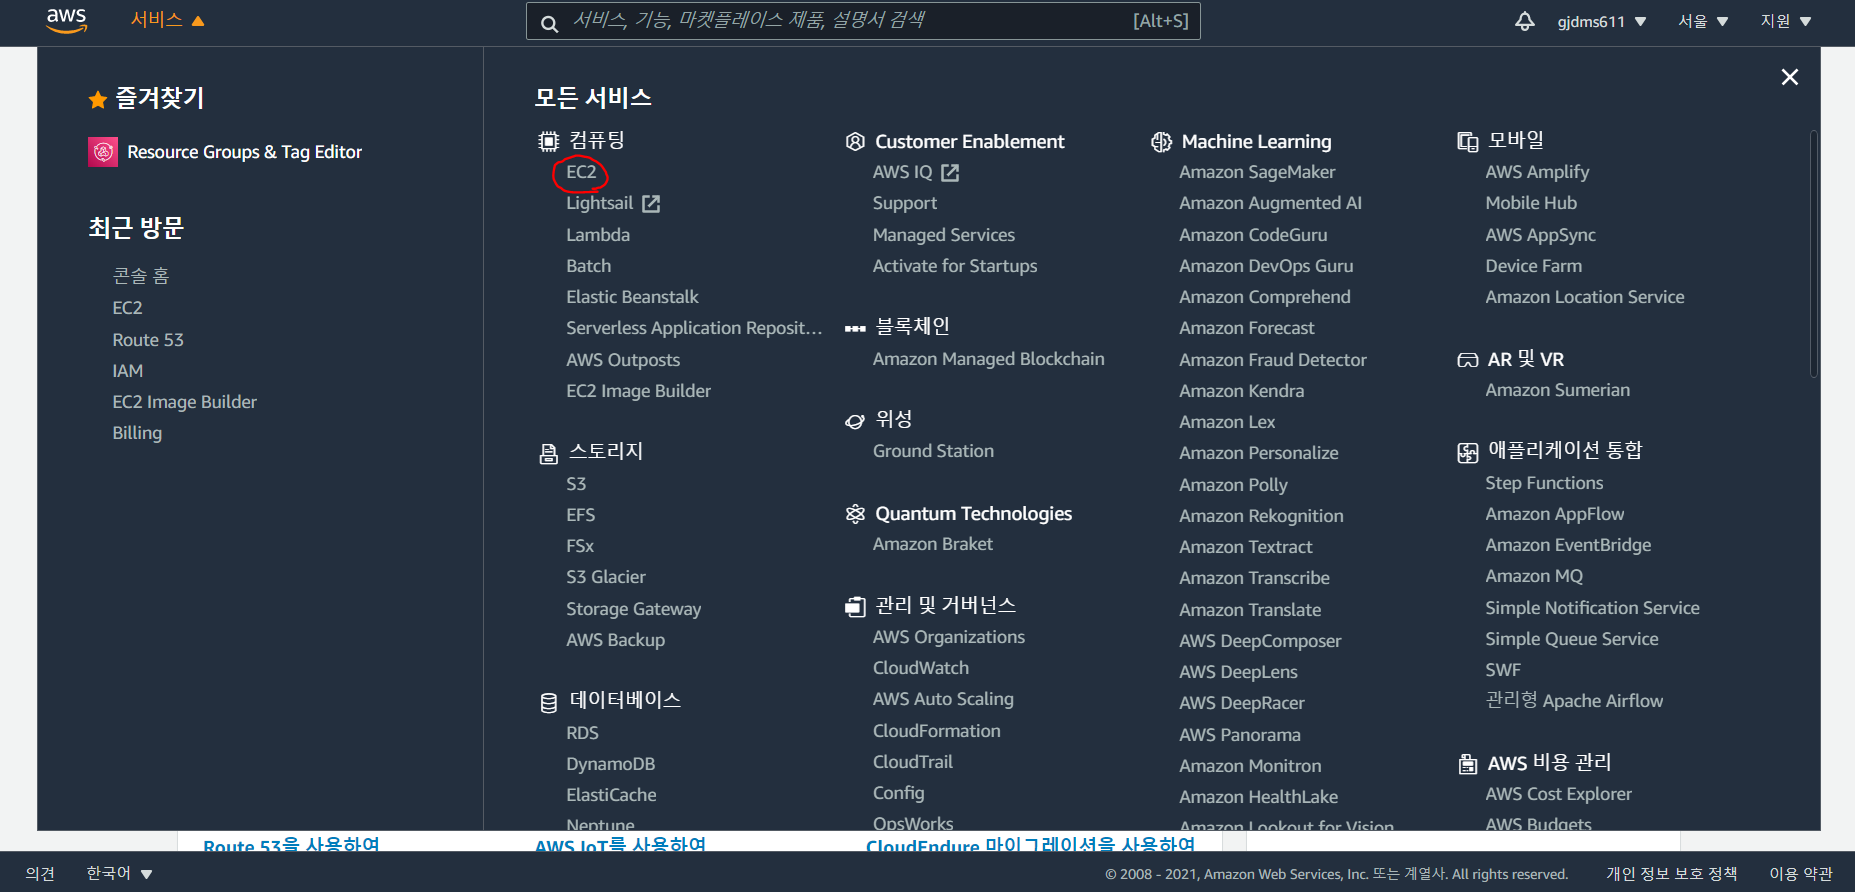 aws
서비스
서비스, 기능, 마켓플레이스 제품, 설명서 검색
[Alt+S]
gjdms611
서울
지원
즐겨찾기
Resource Groups & Tag Editor
최근 방문
콘솔 홈
EC2
Route 53
IAM
EC2 Image Builder
Billing
모든 서비스
컴퓨팅
EC2
Lightsail
Lambda
Batch
Elastic Beanstalk
Serverless Application Reposit...
AWS Outposts
EC2 Image Builder
스토리지
S3
EFS
FSx
S3 Glacier
Storage Gateway
AWS Backup
데이터베이스
RDS
DynamoDB
ElastiCache
Neptune
Customer Enablement
AWS IQ
Support
Managed Services
Activate for Startups
블록체인
Amazon Managed Blockchain
위성
Ground Station
Quantum Technologies
Amazon Braket
관리 및 거버넌스
AWS Organizations
CloudWatch
AWS Auto Scaling
CloudFormation
CloudTrail
Config
OpsWorks
Machine Learning
Amazon SageMaker
Amazon Augmented AI
Amazon CodeGuru
Amazon DevOps Guru
Amazon Comprehend
Amazon Forecast
Amazon Fraud Detector
Amazon Kendra
Amazon Lex
Amazon Personalize
Amazon Polly
Amazon Rekognition
Amazon Textract
Amazon Transcribe
Amazon Translate
AWS DeepComposer
AWS DeepLens
AWS DeepRacer
AWS Panorama
Amazon Monitron
Amazon HealthLake
Amazon Lookout for Vision
모바일
AWS Amplify
Mobile Hub
AWS AppSync
Device Farm
Amazon Location Service
AR 및 VR
Amazon Sumerian
애플리케이션 통합
Step Functions
Amazon AppFlow
Amazon EventBridge
Amazon MQ
Simple Notification Service
Simple Queue Service
SWF
관리형 Apache Airflow
AWS 비용 관리
AWS Cost Explorer
AWS Budgets
Route 53을 사용하여
AWS IoT를 사용하여
CloudEndure 마이그레이션을 사용하여
의견
한국어
© 2008 - 2021, Amazon Web Services, Inc. 또는 계열사. All rights reserved.
개인 정보 보호 정책
이용 약관